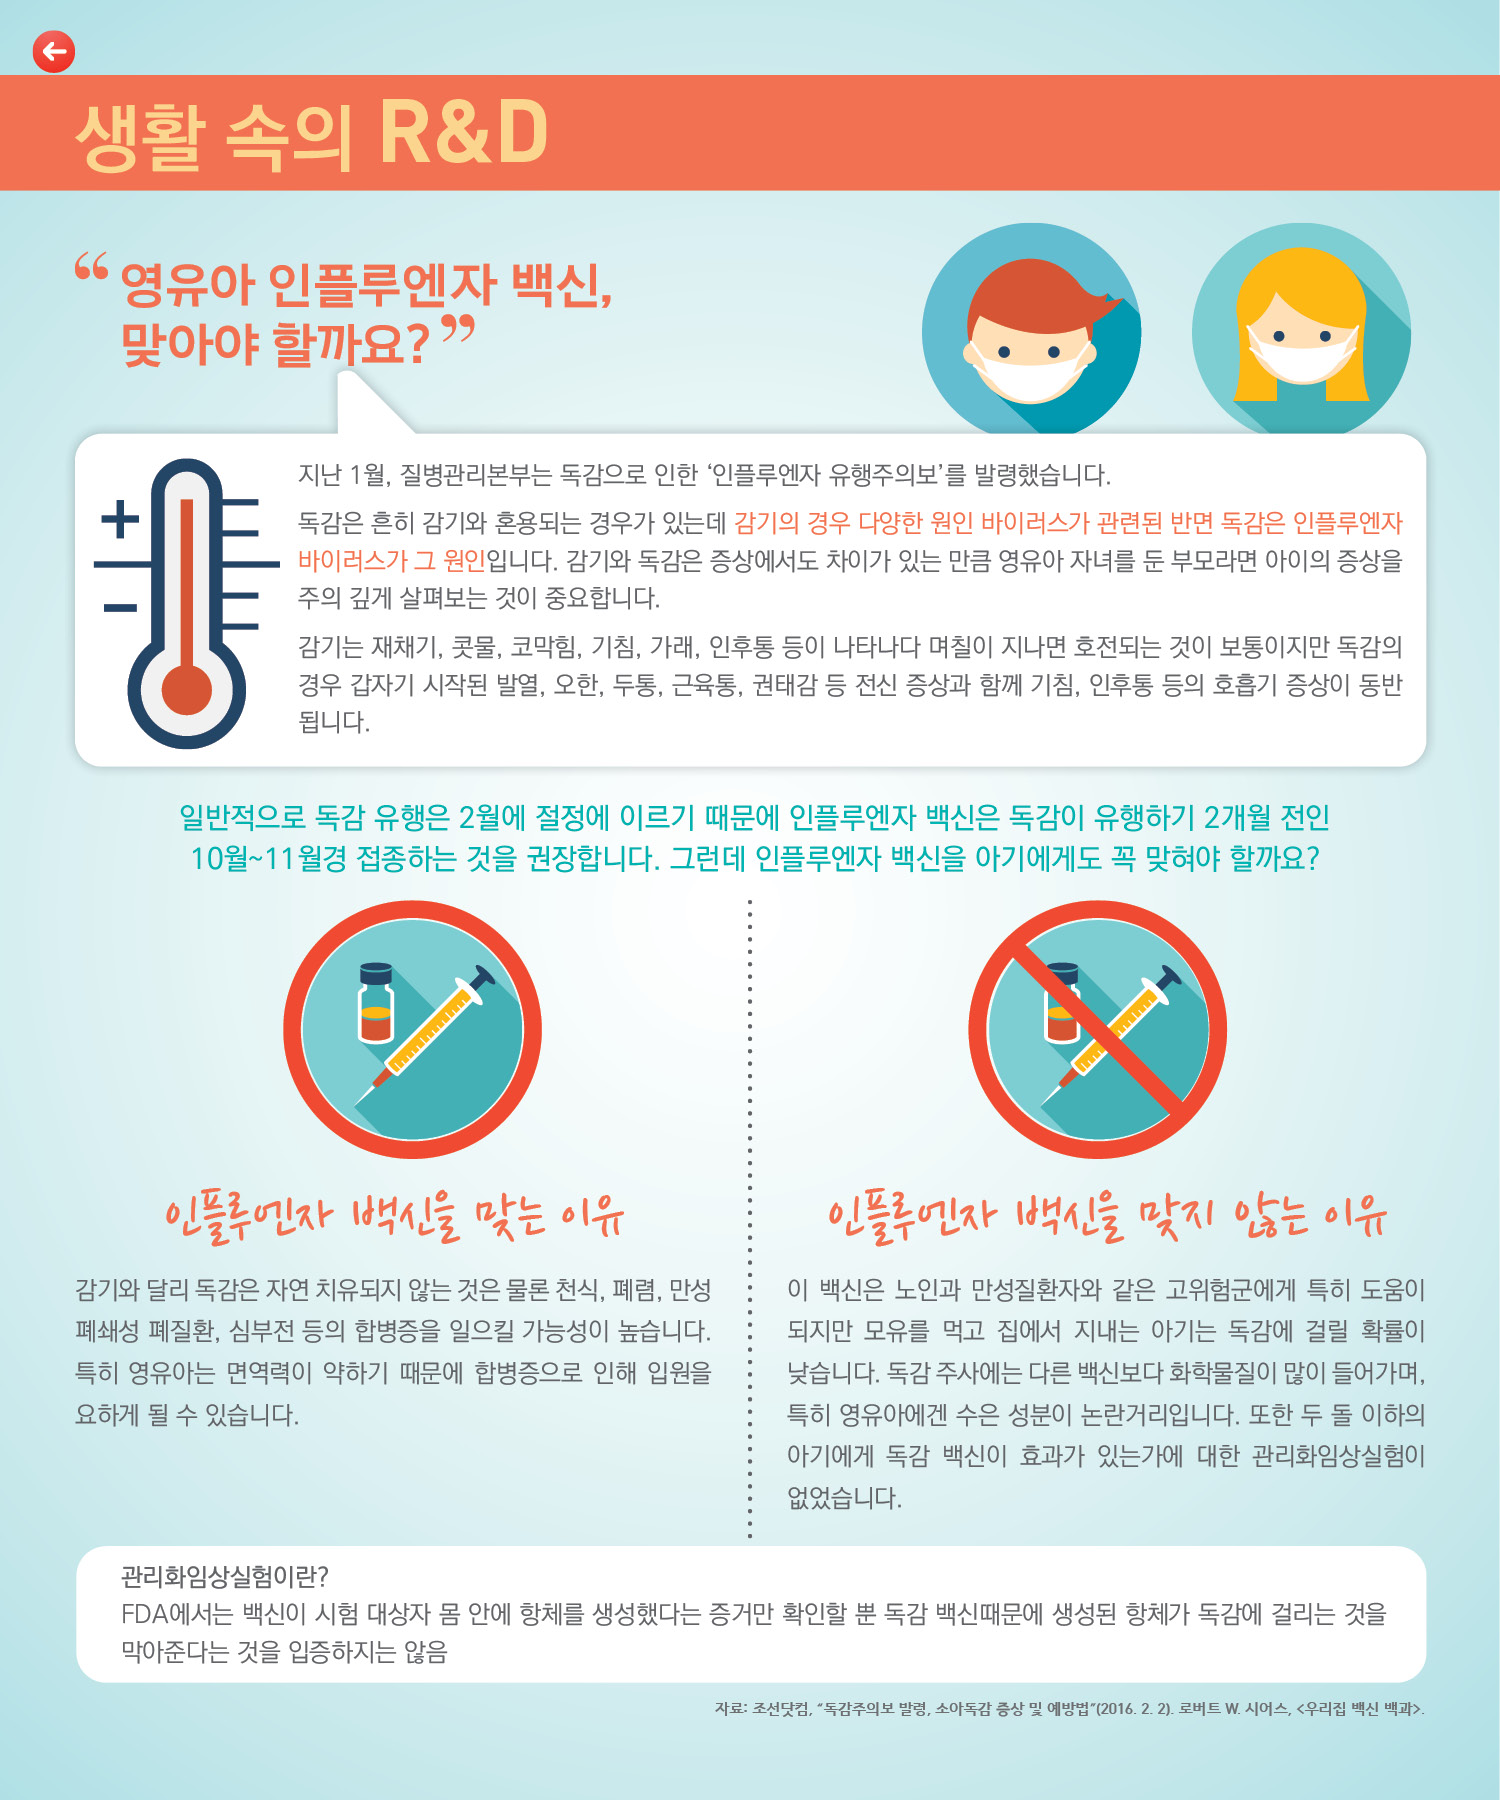 생활 속의 R&D
“영유아 인플루엔자 백신,
맞아야 할까요?”
지난 1월, 질병관리본부는 독감으로 인한 ‘인플루엔자 유행주의보’를 발령했습니다.
독감은 흔히 감기와 혼용되는 경우가 있는데 감기의 경우 다양한 원인 바이러스가 관련된 반면 독감은 인플루엔자
바이러스가 그 원인입니다. 감기와 독감은 증상에서도 차이가 있는 만큼 영유아 자녀를 둔 부모라면 아이의 증상을
주의 깊게 살펴보는 것이 중요합니다.
감기는 재채기, 콧물, 코막힘, 기침, 가래, 인후통 등이 나타나다 며칠이 지나면 호전되는 것이 보통이지만 독감의
경우 갑자기 시작된 발열, 오한, 두통, 근육통, 권태감 등 전신 증상과 함께 기침, 인후통 등의 호흡기 증상이 동반
됩니다.
일반적으로 독감 유행은 2월에 절정에 이르기 때문에 인플루엔자 백신은 독감이 유행하기 2개월 전인
10월~11월경 접종하는 것을 권장합니다. 그런데 인플루엔자 백신을 아기에게도 꼭 맞혀야 할까요?
인플루엔자 백신을 맞는 이유
감기와 달리 독감은 자연 치유되지 않는 것은 물론 천식, 폐렴, 만성
폐쇄성 폐질환, 심부전 등의 합병증을 일으킬 가능성이 높습니다.
특히 영유아는 면역력이 약하기 때문에 합병증으로 인해 입원을
요하게 될 수 있습니다.
인플루엔자 백신을 맞지 않는 이유
이 백신은 노인과 만성질환자와 같은 고위험군에게 특히 도움이
되지만 모유를 먹고 집에서 지내는 아기는 독감에 걸릴 확률이
낮습니다. 독감 주사에는 다른 백신보다 화학물질이 많이 들어가며,
특히 영유아에겐 수은 성분이 논란거리입니다. 또한 두 돌 이하의
아기에게 독감 백신이 효과가 있는가에 대한 관리화임상실험이
없었습니다.
관리화임상실험이란?
FDA에서는 백신이 시험 대상자 몸 안에 항체를 생성했다는 증거만 확인할 뿐 독감 백신때문에 생성된 항체가 독감에 걸리는 것을
막아준다는 것을 입증하지는 않음
자료: 조선닷컴, “독감주의보 발령, 소아독감 증상 및 예방법”(2016. 2. 2). 로버트 W. 시어스, <우리집 백신 백과>.